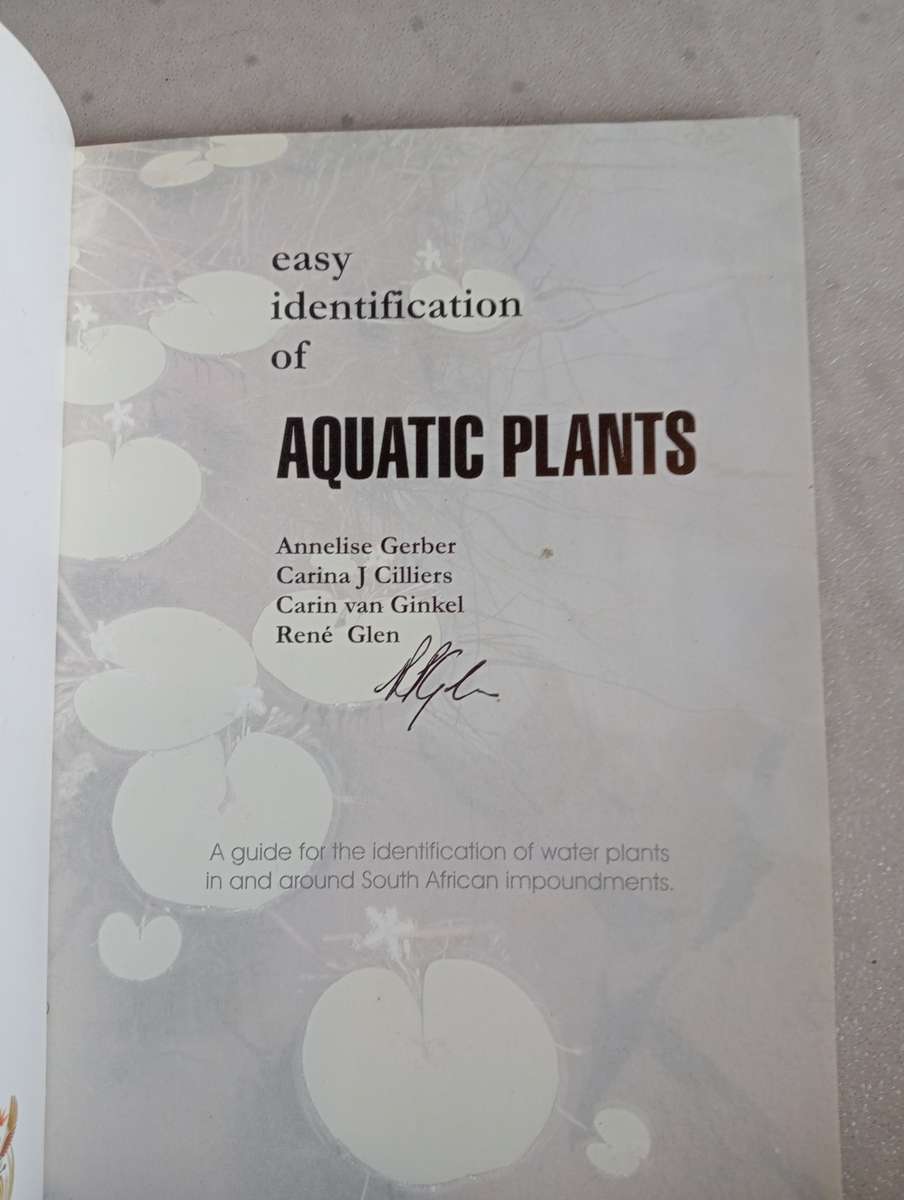 easy
identification
of
AQUATIC PLANTS
Annelise Gerber
Carina J Cilliers
Carin van Ginkel
René Glen
A guide for the identification of water plants
in and around South African impoundments.